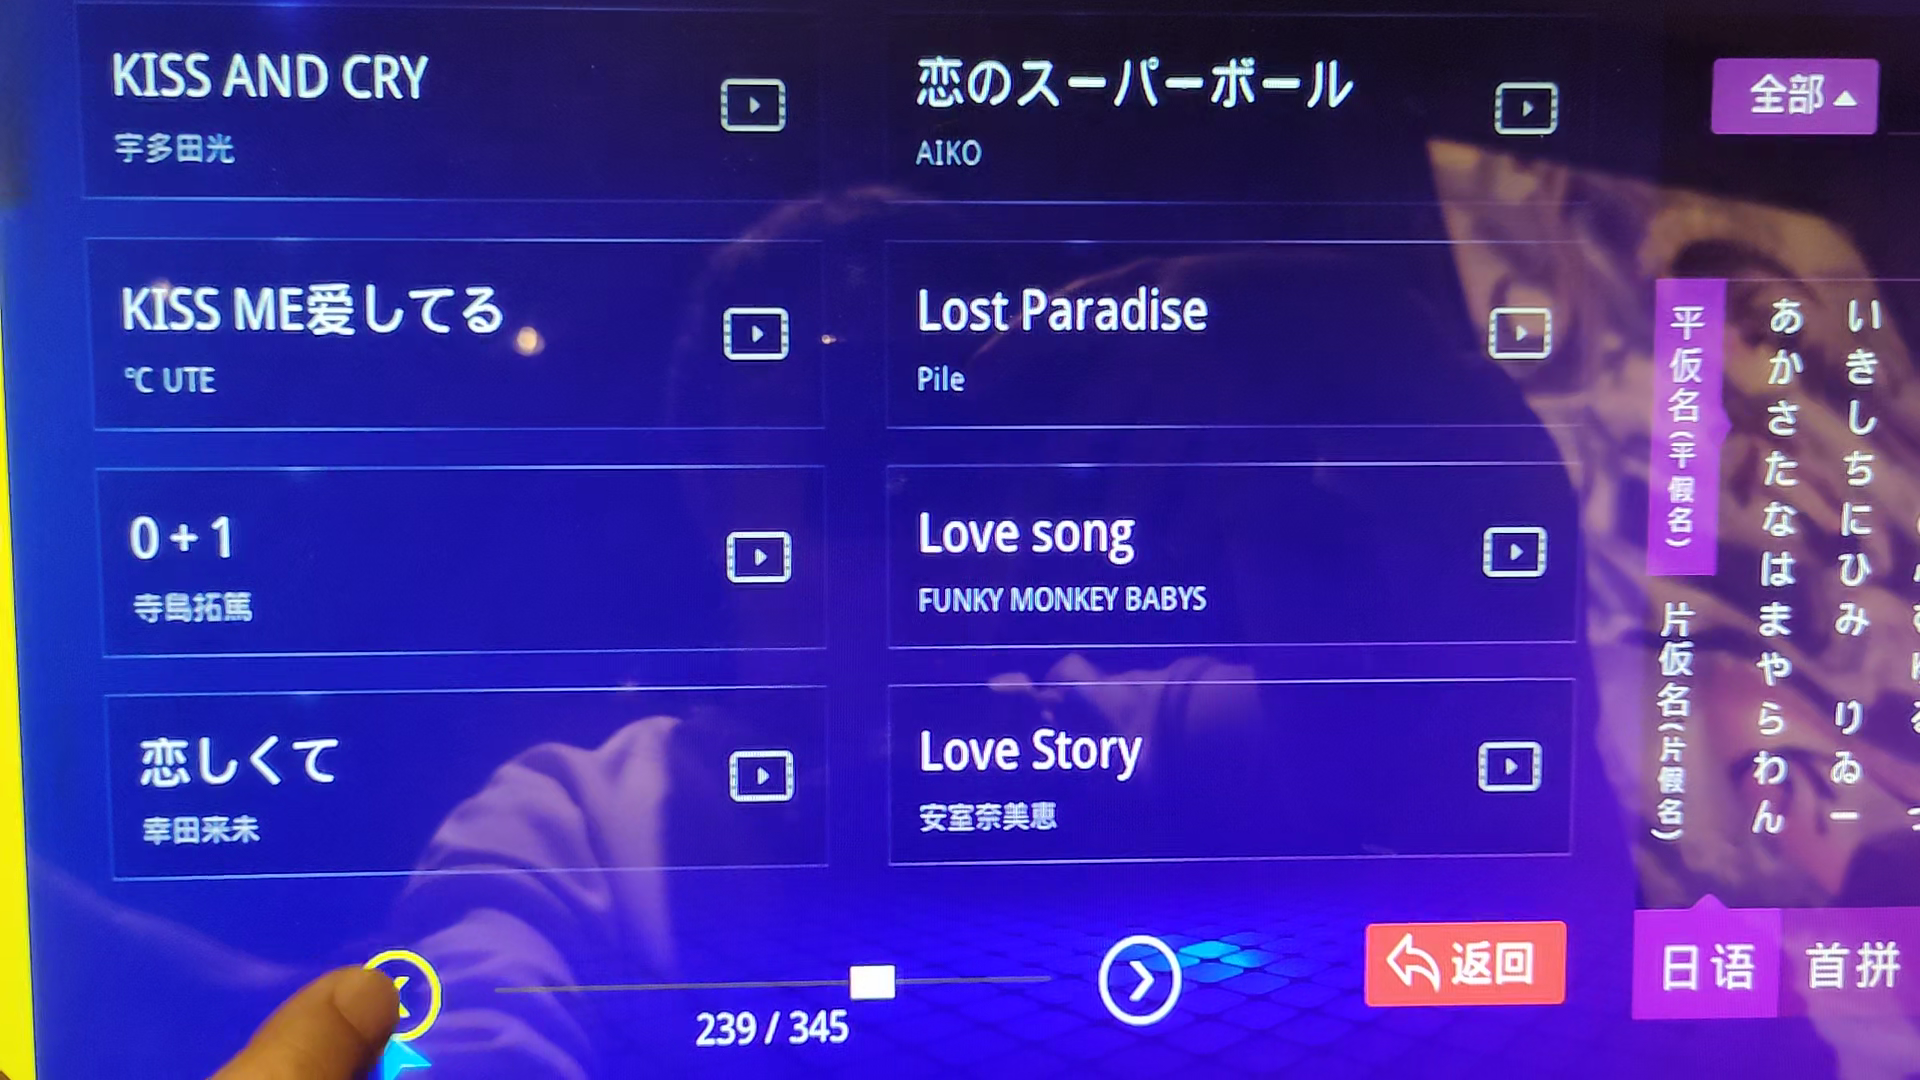 KISS AND CRY
宇多田光
恋のスーパーボール
AIKO
KISS ME愛してる
℃ UTE
Lost Paradise
Pile
0 + 1
寺島拓篤
Love song
FUNKY MONKEY BABYS
恋しくて
幸田来未
Love Story
安室奈美恵
239 / 345
返回
全部
平仮名(平假名)
片仮名(片假名)
あかさたなはまやらわん
いきしちにひみ りゐー
日语
首拼